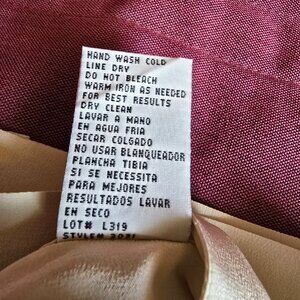 HAND WASH COLD
LINE DRY
DO NOT BLEACH
WARM IRON AS NEEDED
FOR BEST RESULTS
DRY CLEAN
LAVAR A MANO
EN AGUA FRIA
SECAR COLGADO
NO USAR BLANQUEADOR
PLANCHA TIBIA
SI SE NECESITA
PARA MEJORES
RESULTADOS LAVAR
EN SECO
LOT# L319
STYLE#